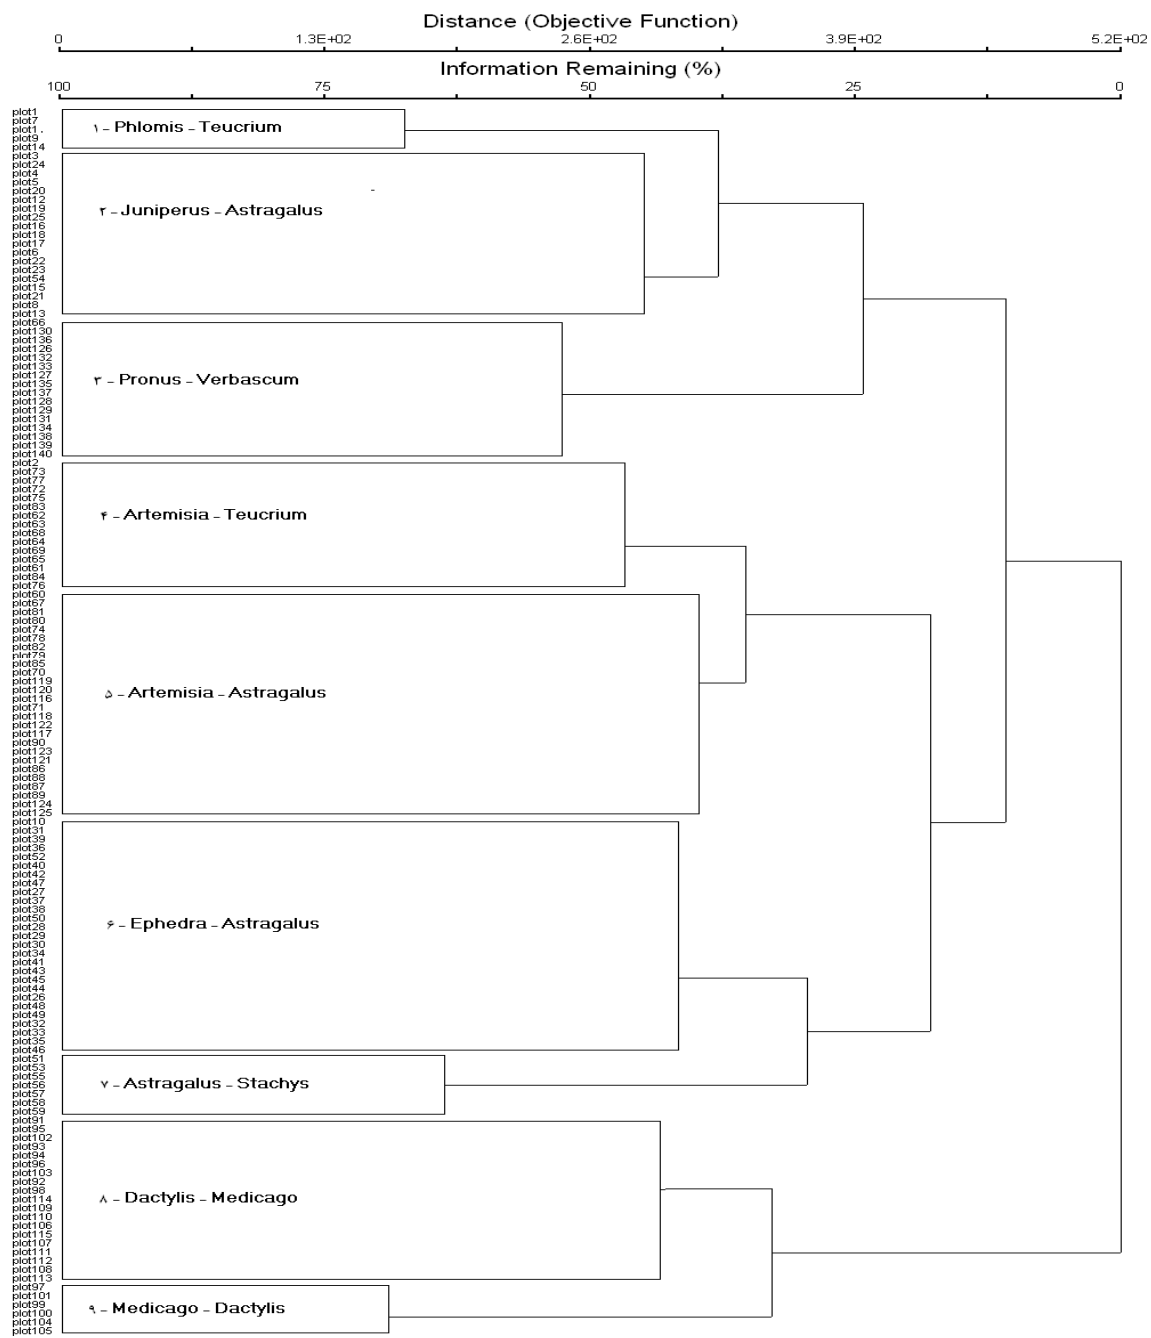 Distance (Objective Function)
0 1.3E+02 2.6E+02 3.9E+02 5.2E+02
Information Remaining (%)
100 75 50 25 0
plot1
plot7
plot1.
plot9
plot14
۱ - Phlomis - Teucrium
plot3
plot24
plot4
plot5
plot20
plot12
plot19
plot25
plot16
plot18
plot17
plot6
plot22
plot23
plot54
plot15
plot21
plot8
plot13
۲ - Juniperus - Astragalus
plot66
plot130
plot136
plot126
plot132
plot133
plot127
plot135
plot137
plot128
plot129
plot131
plot134
plot138
plot139
plot140
۳ - Pronus - Verbascum
plot2
plot73
plot77
plot72
plot75
plot83
plot62
plot63
plot68
plot64
plot69
plot65
plot61
plot84
plot76
۴ - Artemisia - Teucrium
plot60
plot67
plot81
plot80
plot74
plot78
plot82
plot79
plot85
plot70
plot119
plot120
plot116
plot71
plot118
plot122
plot117
plot90
plot123
plot121
plot86
plot88
plot87
plot89
plot124
plot125
۵ - Artemisia - Astragalus
plot10
plot31
plot39
plot36
plot52
plot40
plot42
plot47
plot27
plot37
plot38
plot50
plot28
plot29
plot30
plot34
plot41
plot43
plot45
plot44
plot26
plot48
plot49
plot32
plot33
plot35
plot46
۶ - Ephedra - Astragalus
plot51
plot53
plot55
plot56
plot57
plot58
plot59
۷ - Astragalus - Stachys
plot91
plot95
plot102
plot93
plot94
plot96
plot103
plot92
plot98
plot114
plot109
plot110
plot106
plot115
plot107
plot111
plot112
plot108
plot113
۸ - Dactylis - Medicago
plot97
plot101
plot99
plot100
plot104
plot105
۹ - Medicago - Dactylis